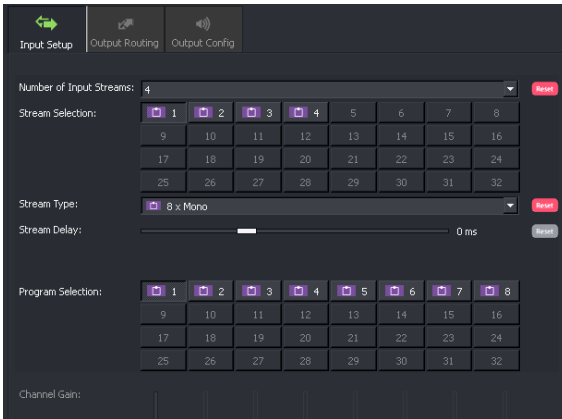 Input Setup Output Routing Output Config
Number of Input Streams: 4 Reset
Stream Selection: 1 2 3 4 5 6 7 8
9 10 11 12 13 14 15 16
17 18 19 20 21 22 23 24
25 26 27 28 29 30 31 32
Stream Type: 8 x Mono Reset
Stream Delay: 0 ms Reset
Program Selection: 1 2 3 4 5 6 7 8
9 10 11 12 13 14 15 16
17 18 19 20 21 22 23 24
25 26 27 28 29 30 31 32
Channel Gain: